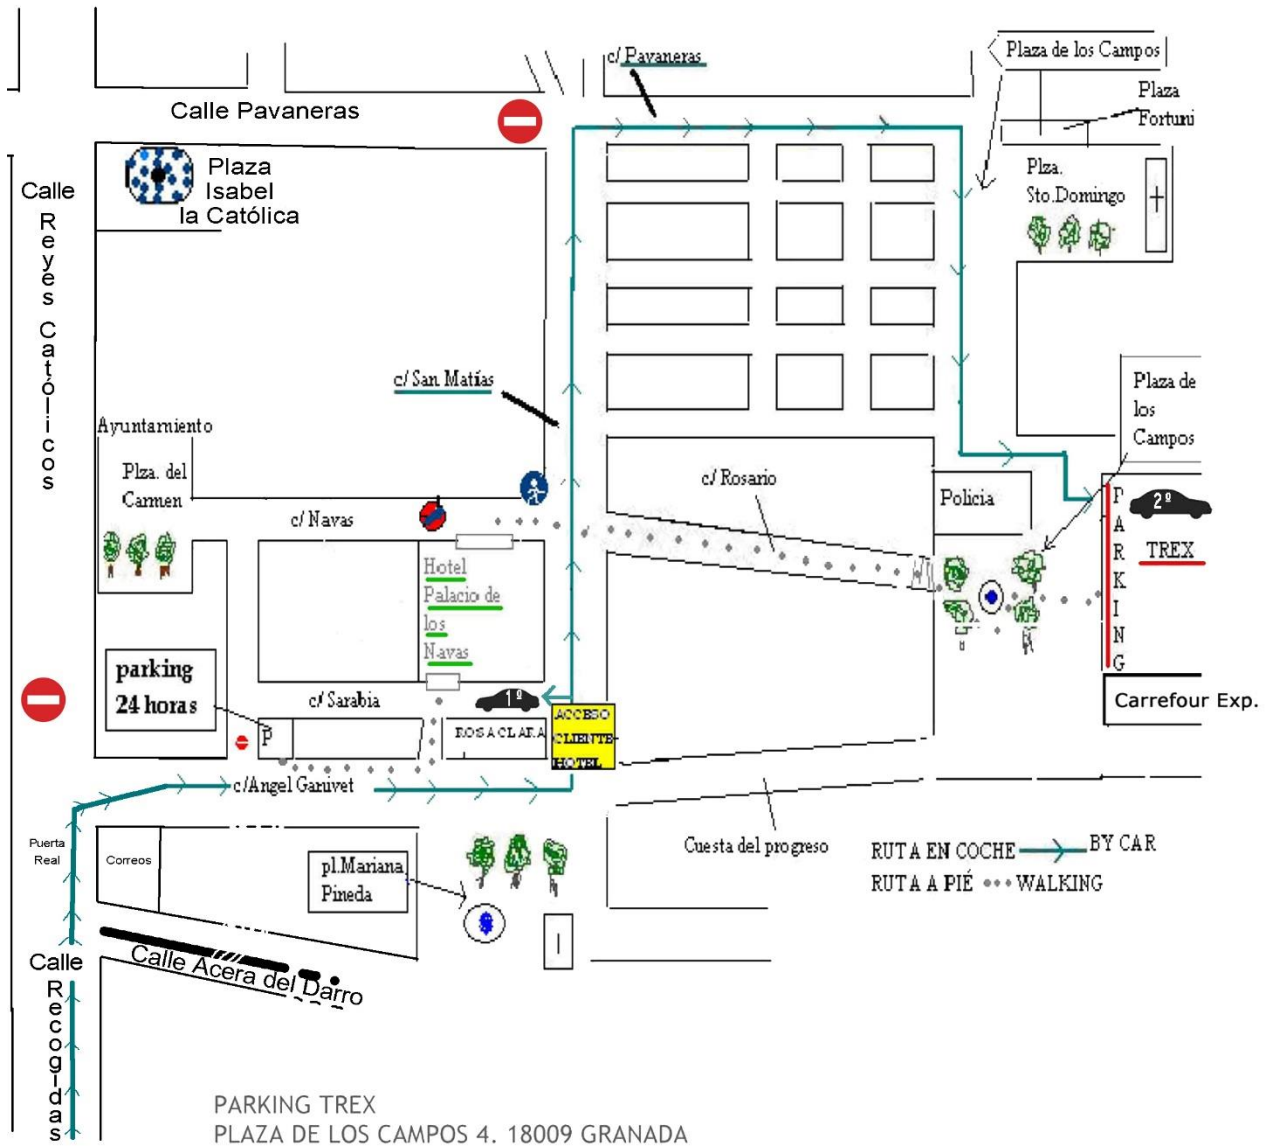 c/ Pavaneras
Plaza de los Campos
Plaza
Fortuni
Calle Pavaneras
Plaza
Isabel
la Católica
Calle
Reyes Católicos
Plza.
Sto.Domingo
c/ San Matías
Plaza de
los
Campos
Ayuntamiento
Plza. del
Carmen
c/ Navas
c/ Rosario
Policia
PARKING
2º
TREX
Hotel
Palacio de
los
Navas
parking
24 horas
c/ Sarabia
1º
P
ROSA CLARA
ACCESO
CLIENTE
HOTEL
Carrefour Exp.
c/Angel Ganivet
Puerta
Real
Correos
pl.Mariana
Pineda
Cuesta del progreso
RUTA EN COCHE BY CAR
RUTA A PIÉ WALKING
Calle Acera del Darro
Calle
Recogidas
PARKING TREX
PLAZA DE LOS CAMPOS 4. 18009 GRANADA